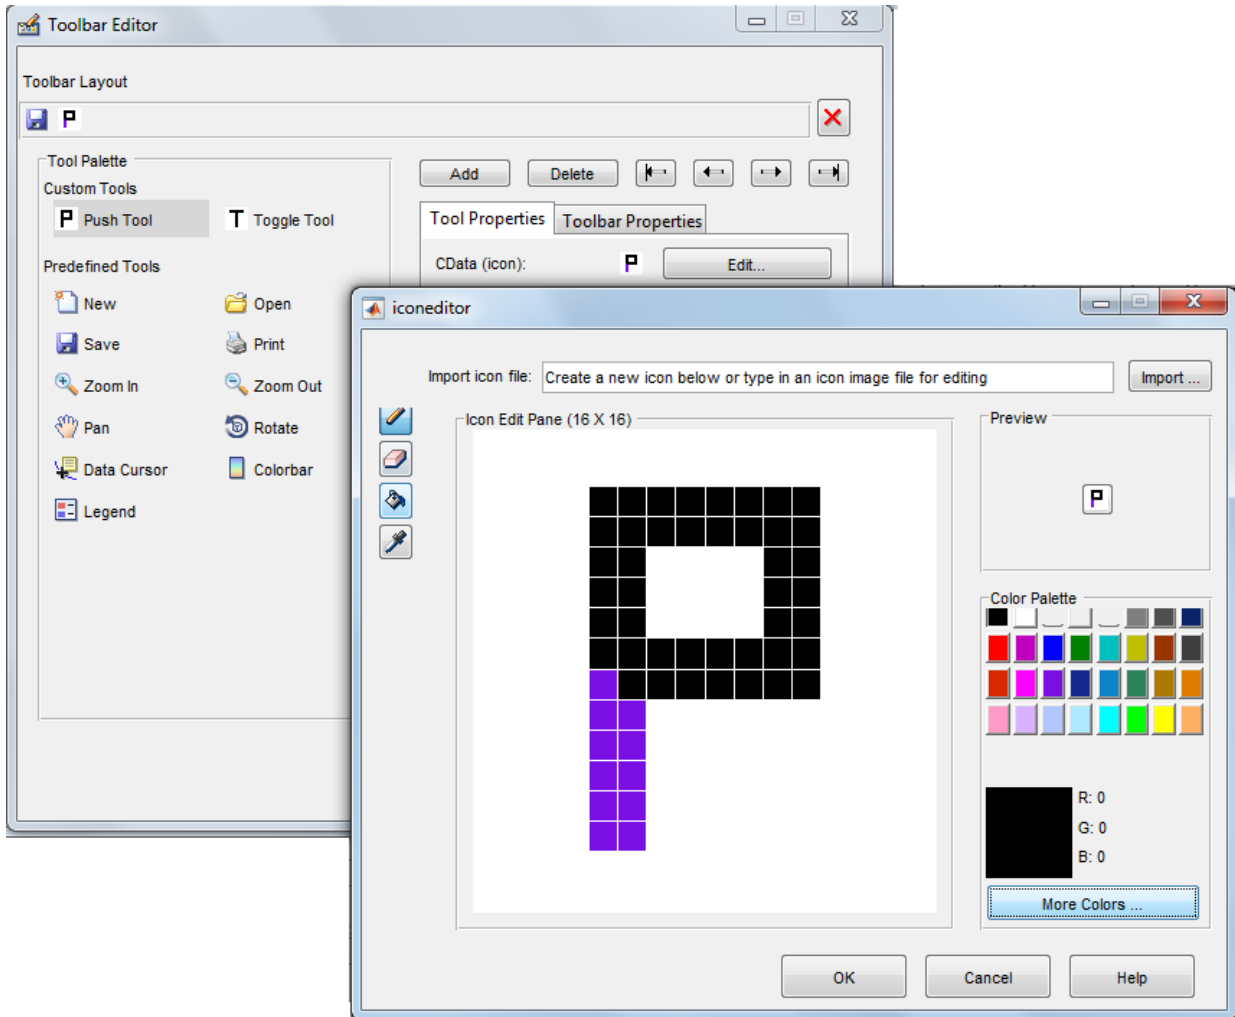 Toolbar Editor
Toolbar Layout
P
Tool Palette
Custom Tools
P Push Tool
T Toggle Tool
Predefined Tools
New
Open
Save
Print
Zoom In
Zoom Out
Pan
Rotate
Data Cursor
Colorbar
Legend
Add
Delete
Tool Properties
Toolbar Properties
CData (icon):
P
Edit...
iconeditor
Import icon file:
Create a new icon below or type in an icon image file for editing
Import ...
Icon Edit Pane (16 X 16)
P
Preview
P
Color Palette
R: 0
G: 0
B: 0
More Colors ...
OK
Cancel
Help